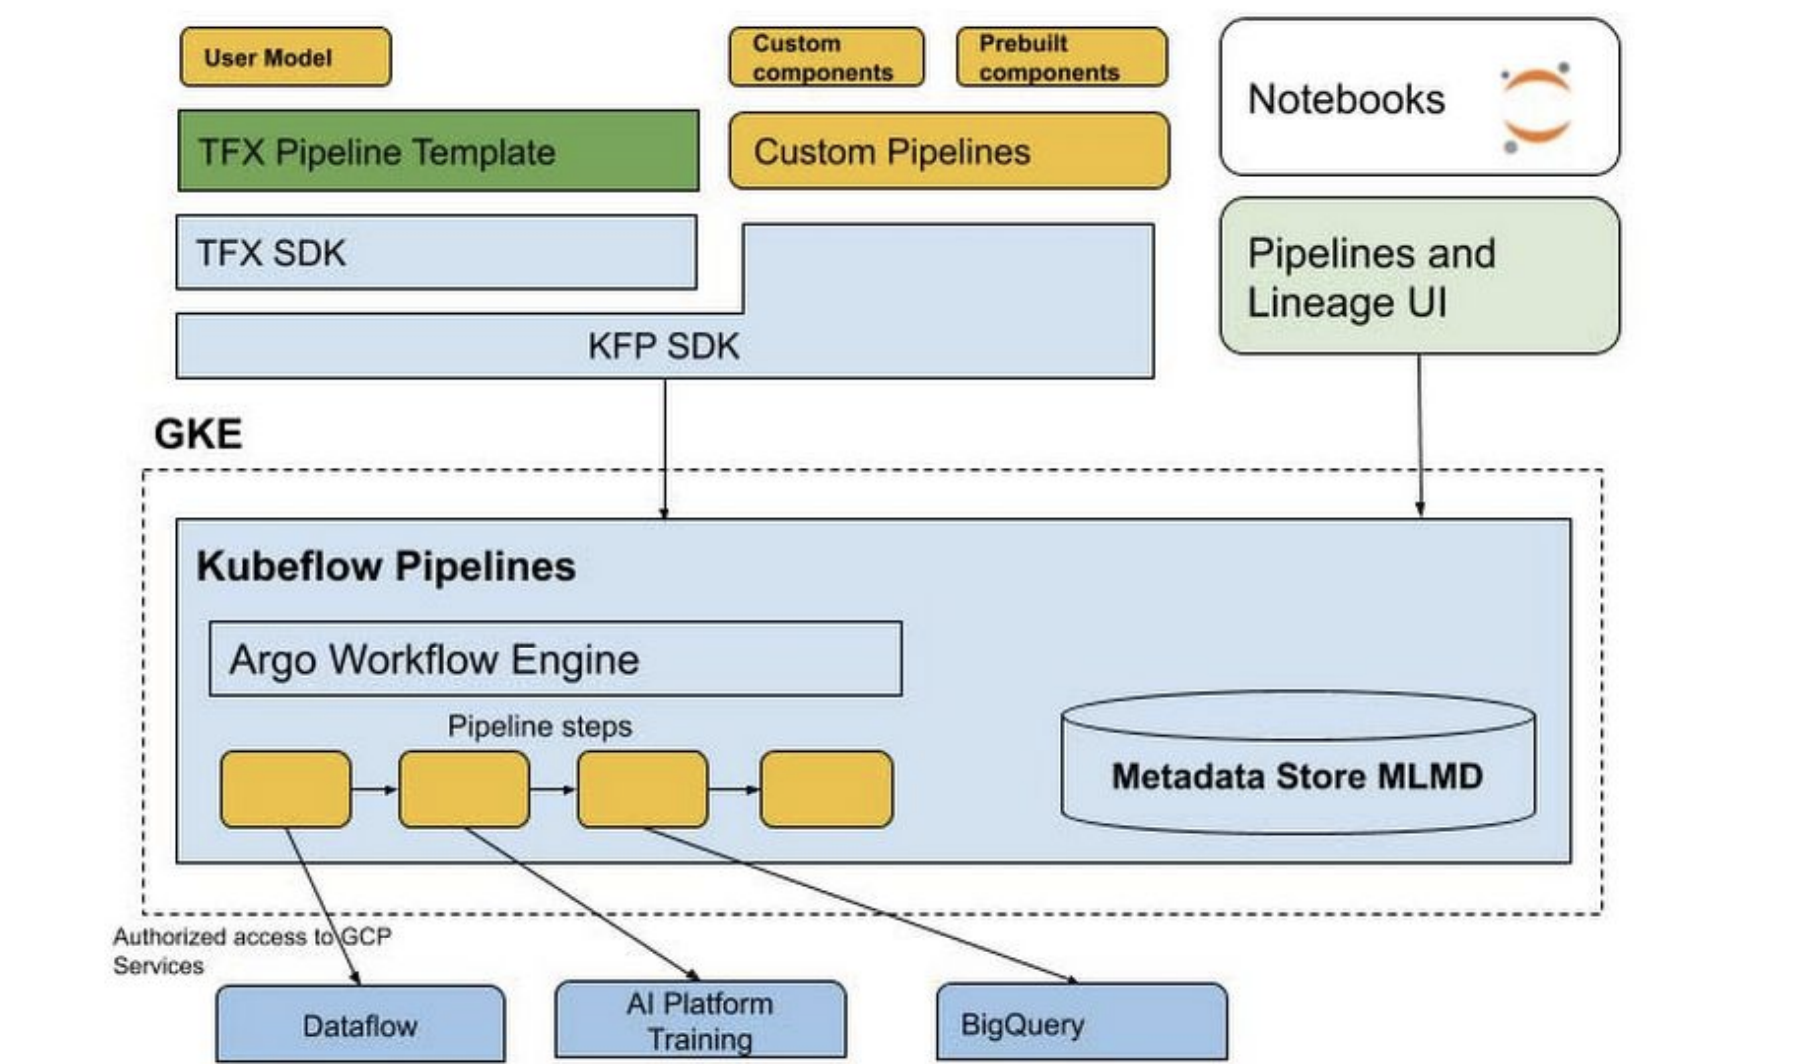 User Model
Custom
components
Prebuilt
components
Notebooks
TFX Pipeline Template
Custom Pipelines
TFX SDK
Pipelines and
Lineage UI
KFP SDK
GKE
Kubeflow Pipelines
Argo Workflow Engine
Pipeline steps
Metadata Store MLMD
Authorized access to GCP
Services
Dataflow
AI Platform
Training
BigQuery